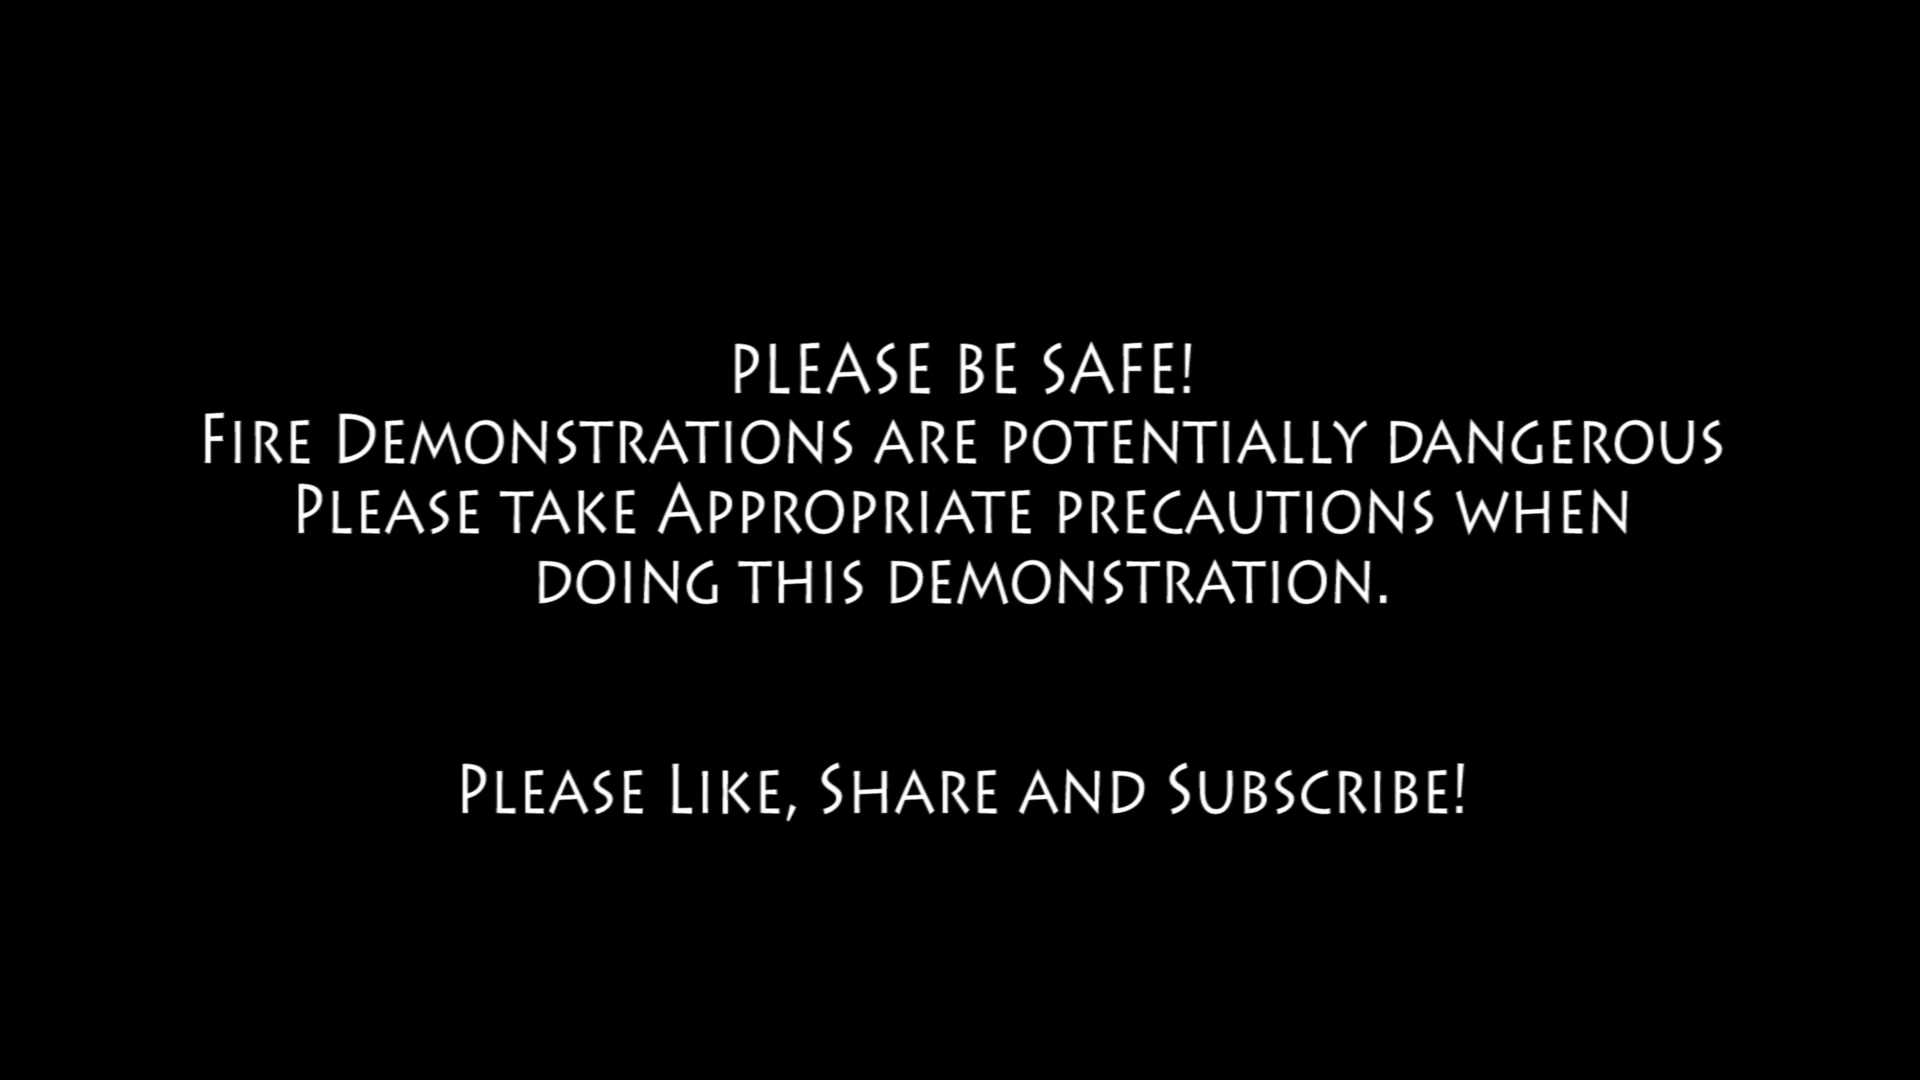 PLEASE BE SAFE!
Fire Demonstrations are potentially dangerous
Please take Appropriate precautions when
doing this demonstration.
Please Like, Share and Subscribe!